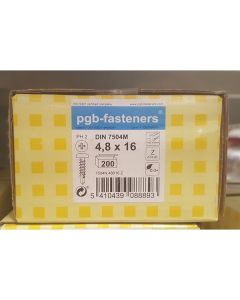 pgb-fasteners®
PH 2
DIN 7504M
4,8 x 16
200
Z
5 410439 088893